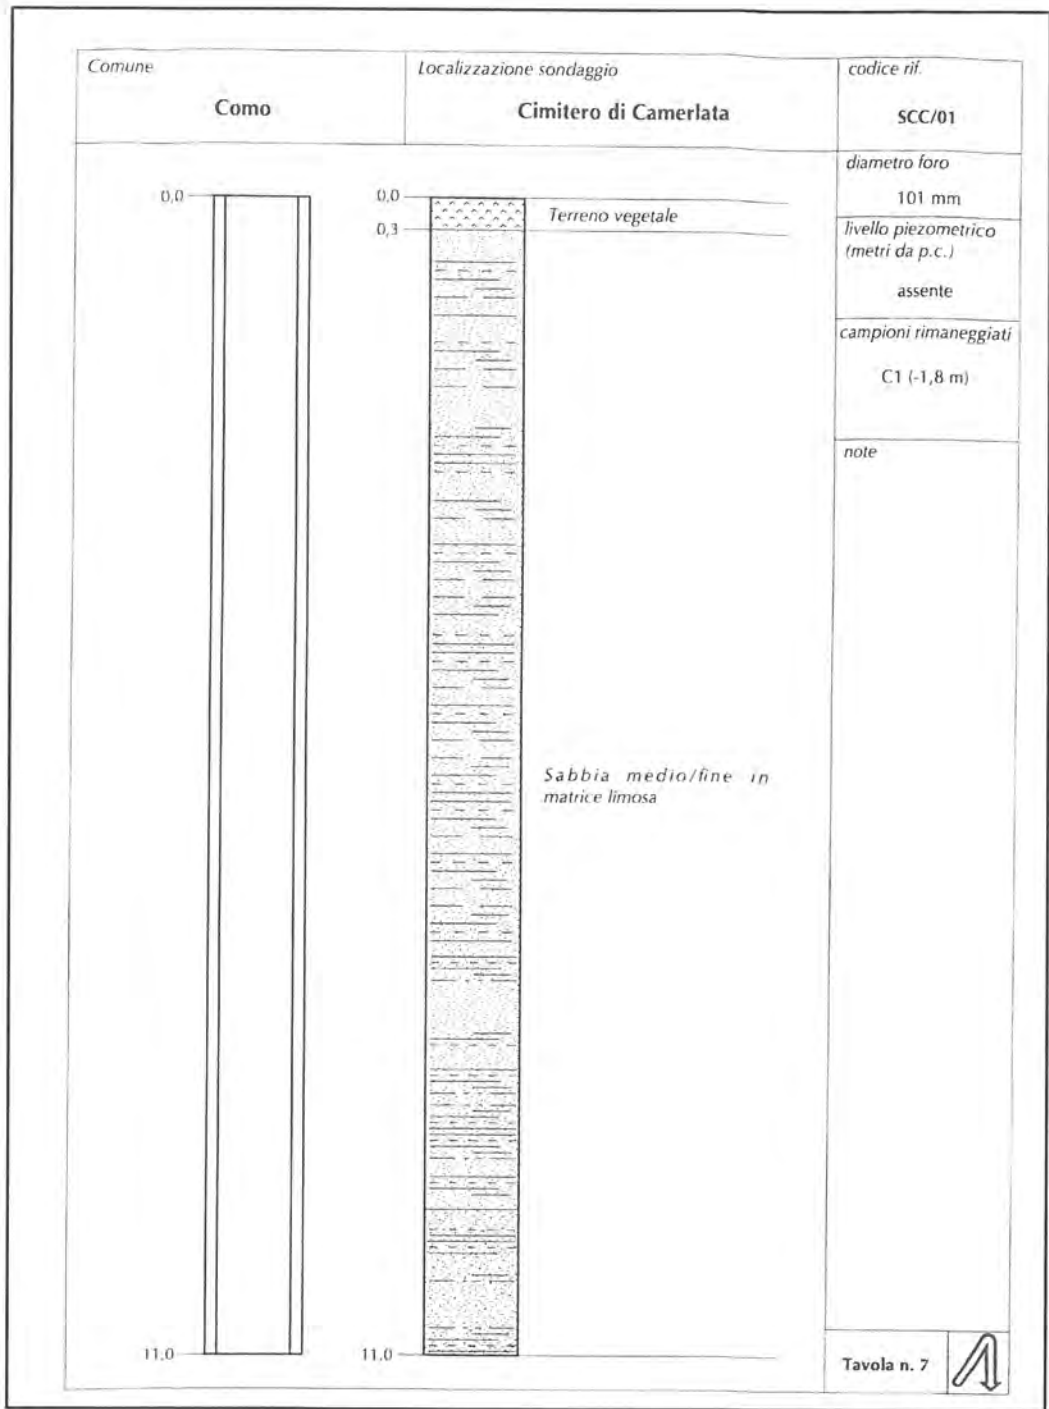 Comune
Como
Localizzazione sondaggio
Cimitero di Camerlata
codice rif.
SCC/01
diametro foro
101 mm
livello piezometrico
(metri da p.c.)
assente
campioni rimaneggiati
C1 (-1,8 m)
note
0,0
0,0
Terreno vegetale
0,3
Sabbia medio/fine in
matrice limosa
11.0
11.0
Tavola n. 7